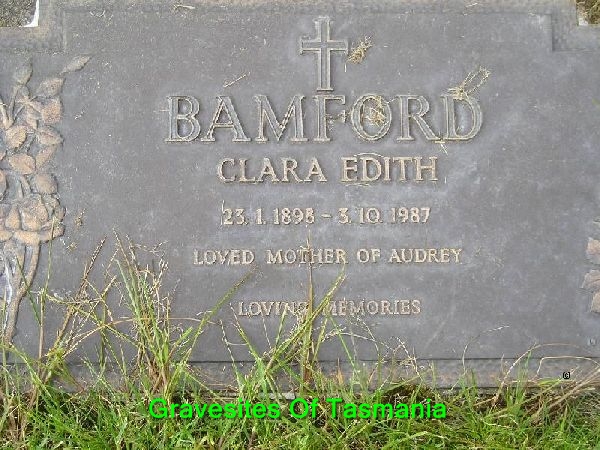 BAMFORD
CLARA EDITH
23. 1. 1898 - 3. 10. 1987
LOVED MOTHER OF AUDREY
LOVING MEMORIES
Gravesites Of Tasmania